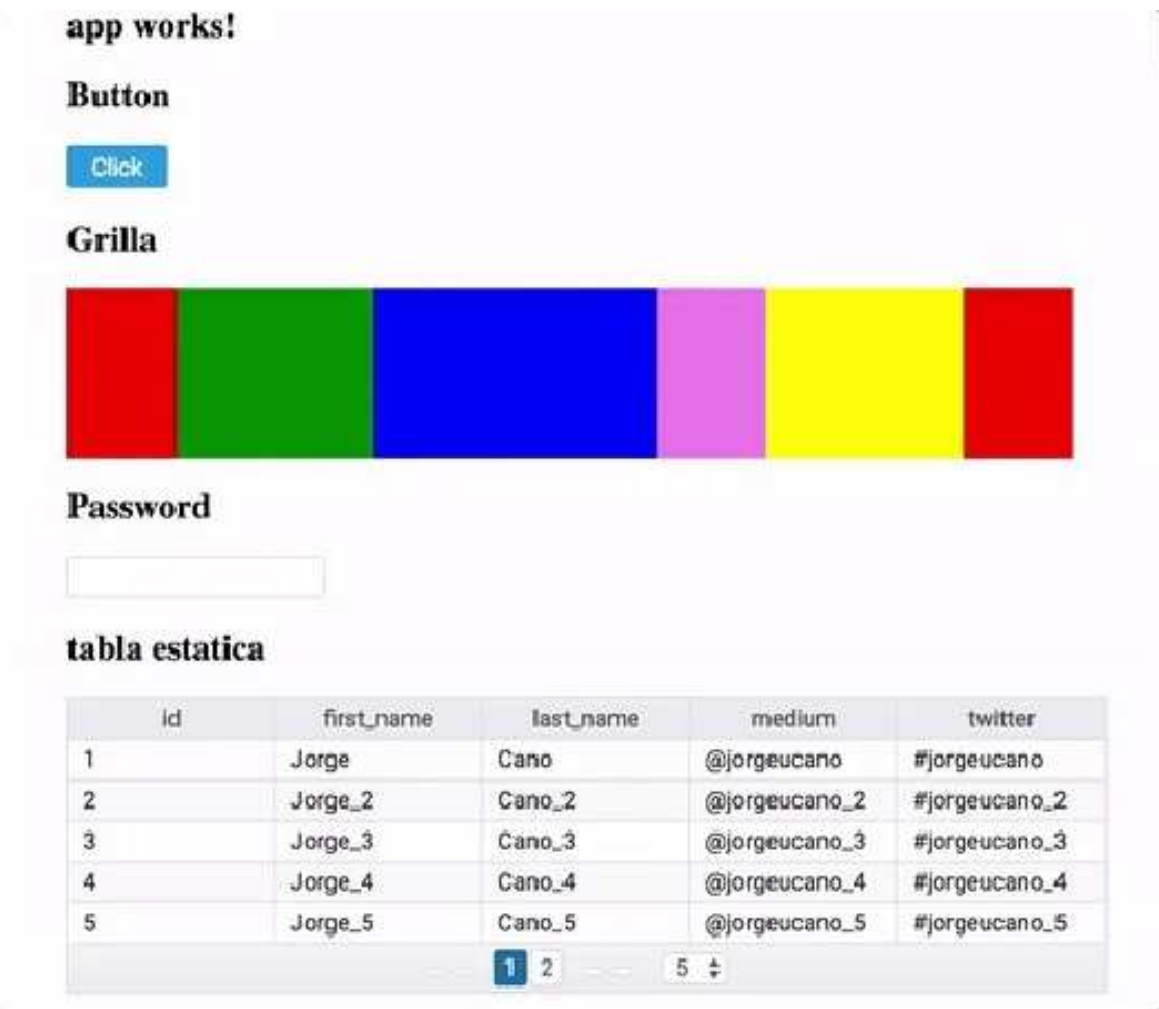 app works!
Button
Click
Grilla
Password
tabla estatica
id first_name last_name medium twitter
1 Jorge Cano @jorgeucano #jorgeucano
2 Jorge_2 Cano_2 @jorgeucano_2 #jorgeucano_2
3 Jorge_3 Cano_3 @jorgeucano_3 #jorgeucano_3
4 Jorge_4 Cano_4 @jorgeucano_4 #jorgeucano_4
5 Jorge_5 Cano_5 @jorgeucano_5 #jorgeucano_5
1 2 5